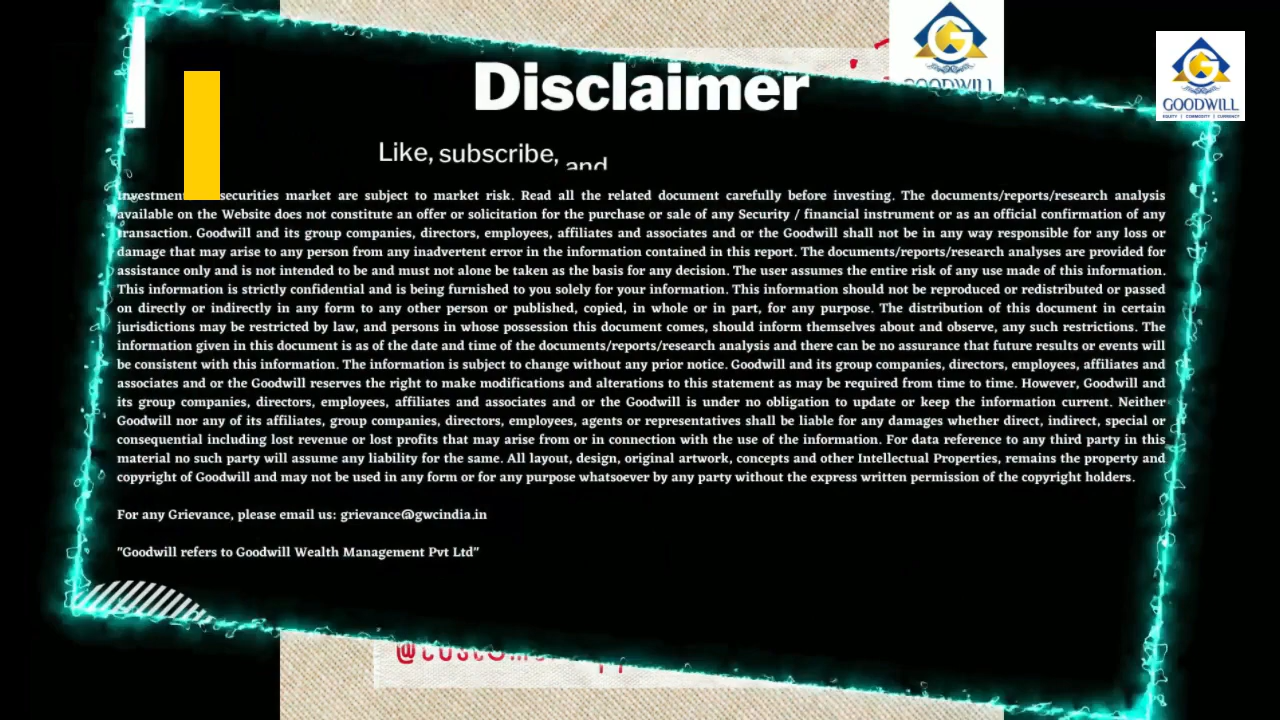 GOODWILL
GOODWILL
EQUITY | COMMODITY | CURRENCY
Disclaimer
Like, subscribe, and
securities market are subject to market risk. Read all the related document carefully before investing. The documents/reports/research analysis
available on the Website does not constitute an offer or solicitation for the purchase or sale of any Security / financial instrument or as an official confirmation of any
transaction. Goodwill and its group companies, directors, employees, affiliates and associates and or the Goodwill shall not be in any way responsible for any loss or
damage that may arise to any person from any inadvertent error in the information contained in this report. The documents/reports/research analyses are provided for
assistance only and is not intended to be and must not alone be taken as the basis for any decision. The user assumes the entire risk of any use made of this information.
This information is strictly confidential and is being furnished to you solely for your information. This information should not be reproduced or redistributed or passed
on directly or indirectly in any form to any other person or published, copied, in whole or in part, for any purpose. The distribution of this document in certain
jurisdictions may be restricted by law, and persons in whose possession this document comes, should inform themselves about and observe, any such restrictions. The
information given in this document is as of the date and time of the documents/reports/research analysis and there can be no assurance that future results or events will
be consistent with this information. The information is subject to change without any prior notice. Goodwill and its group companies, directors, employees, affiliates and
associates and or the Goodwill reserves the right to make modifications and alterations to this statement as may be required from time to time. However, Goodwill and
its group companies, directors, employees, affiliates and associates and or the Goodwill is under no obligation to update or keep the information current. Neither
Goodwill nor any of its affiliates, group companies, directors, employees, agents or representatives shall be liable for any damages whether direct, indirect, special or
consequential including lost revenue or lost profits that may arise from or in connection with the use of the information. For data reference to any third party in this
material no such party will assume any liability for the same. All layout, design, original artwork, concepts and other Intellectual Properties, remains the property and
copyright of Goodwill and may not be used in any form or for any purpose whatsoever by any party without the express written permission of the copyright holders.
For any Grievance, please email us: grievance@gwcindia.in
"Goodwill refers to Goodwill Wealth Management Pvt Ltd"